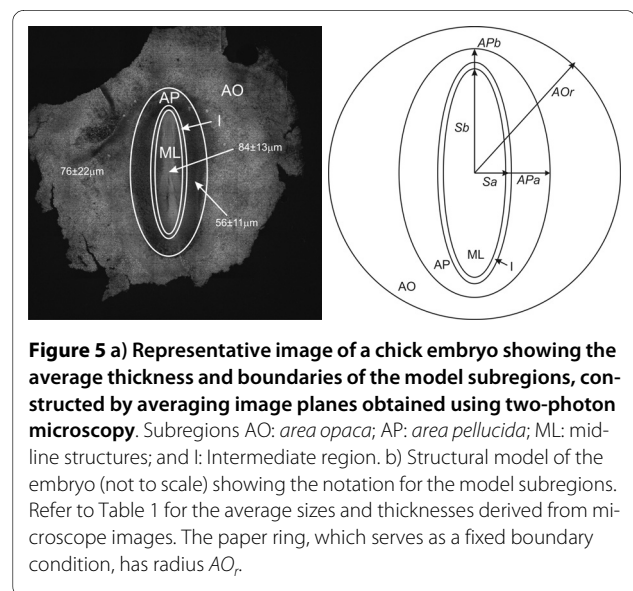 AP
AO
I
ML
84±13µm
76±22µm
56±11µm
APb
AOr
Sb
Sa
APa
ML
AP
I
AO
Figure 5 a) Representative image of a chick embryo showing the
average thickness and boundaries of the model subregions, con-
structed by averaging image planes obtained using two-photon
microscopy. Subregions AO: area opaca; AP: area pellucida; ML: mid-
line structures; and I: Intermediate region. b) Structural model of the
embryo (not to scale) showing the notation for the model subregions.
Refer to Table 1 for the average sizes and thicknesses derived from mi-
croscope images. The paper ring, which serves as a fixed boundary
condition, has radius AOr.